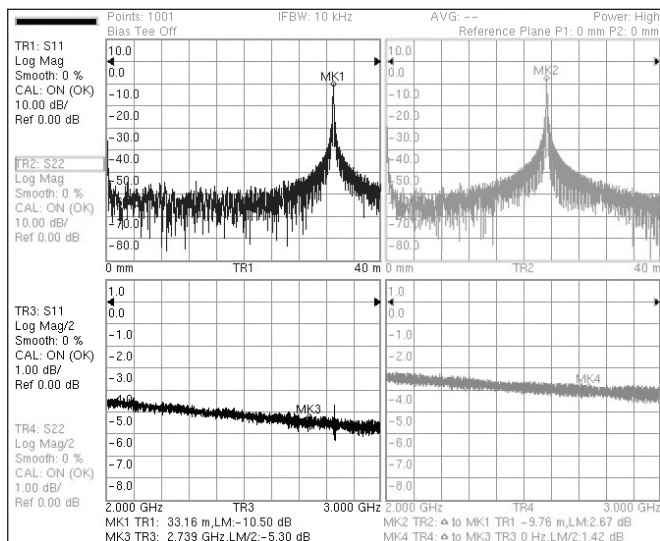 Points: 1001 IFBW: 10 kHz AVG: -- Power: High
Bias Tee Off Reference Plane P1: 0 mm P2: 0 mm
TR1: S11
Log Mag
Smooth: 0 %
CAL: ON (OK)
10.00 dB/
Ref 0.00 dB
TR2: S22
Log Mag
Smooth: 0 %
CAL: ON (OK)
10.00 dB/
Ref 0.00 dB
TR3: S11
Log Mag/2
Smooth: 0 %
CAL: ON (OK)
1.00 dB/
Ref 0.00 dB
TR4: S22
Log Mag/2
Smooth: 0 %
CAL: ON (OK)
1.00 dB/
Ref 0.00 dB
10.0
0.0
-10.0
-30.0
-40.0
-50.0
-70.0
-80.0
MK1
0 mm TR1 40 m
10.0
0.0
-10.0
-30.0
-40.0
-50.0
-70.0
-80.0
MK2
0 mm TR2 40 m
1.0
0.0
-1.0
-2.0
-3.0
-4.0
-5.0
-6.0
-8.0
MK3
2.000 GHz TR3 3.000 GHz
1.0
0.0
-1.0
-2.0
-3.0
-4.0
-5.0
-6.0
-8.0
MK4
2.000 GHz TR4 3.000 GHz
MK1 TR1: 33.16 m,LM:-10.50 dB
MK3 TR3: 2.739 GHz,LM/2:-5.30 dB
MK2 TR2: △ to MK1 TR1 -9.76 m,LM:2.67 dB
MK4 TR4: △ to MK3 TR3 0 Hz,LM/2:1.42 dB